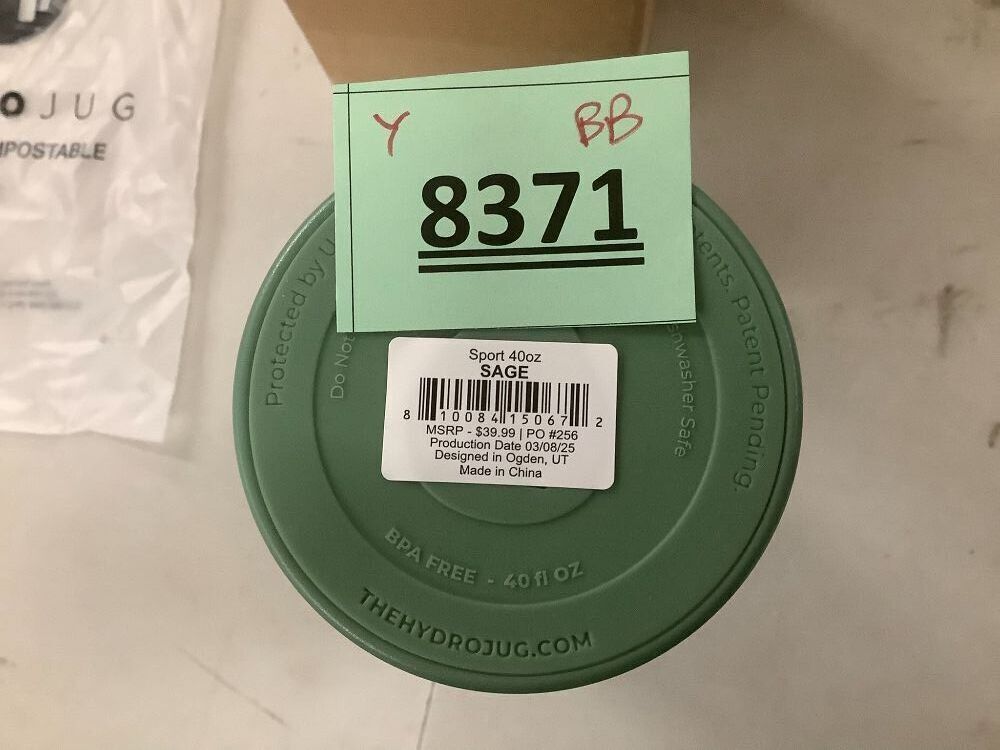 O JUG
MPOSTABLE
Y BB
8371
Protected by U
tents. Patent Pending.
Do Not
shwasher Safe
Sport 40oz
SAGE
8 10084 15067 2
MSRP - $39.99 | PO #256
Production Date 03/08/25
Designed in Ogden, UT
Made in China
BPA FREE - 40 fl OZ
THEHYDROJUG.COM